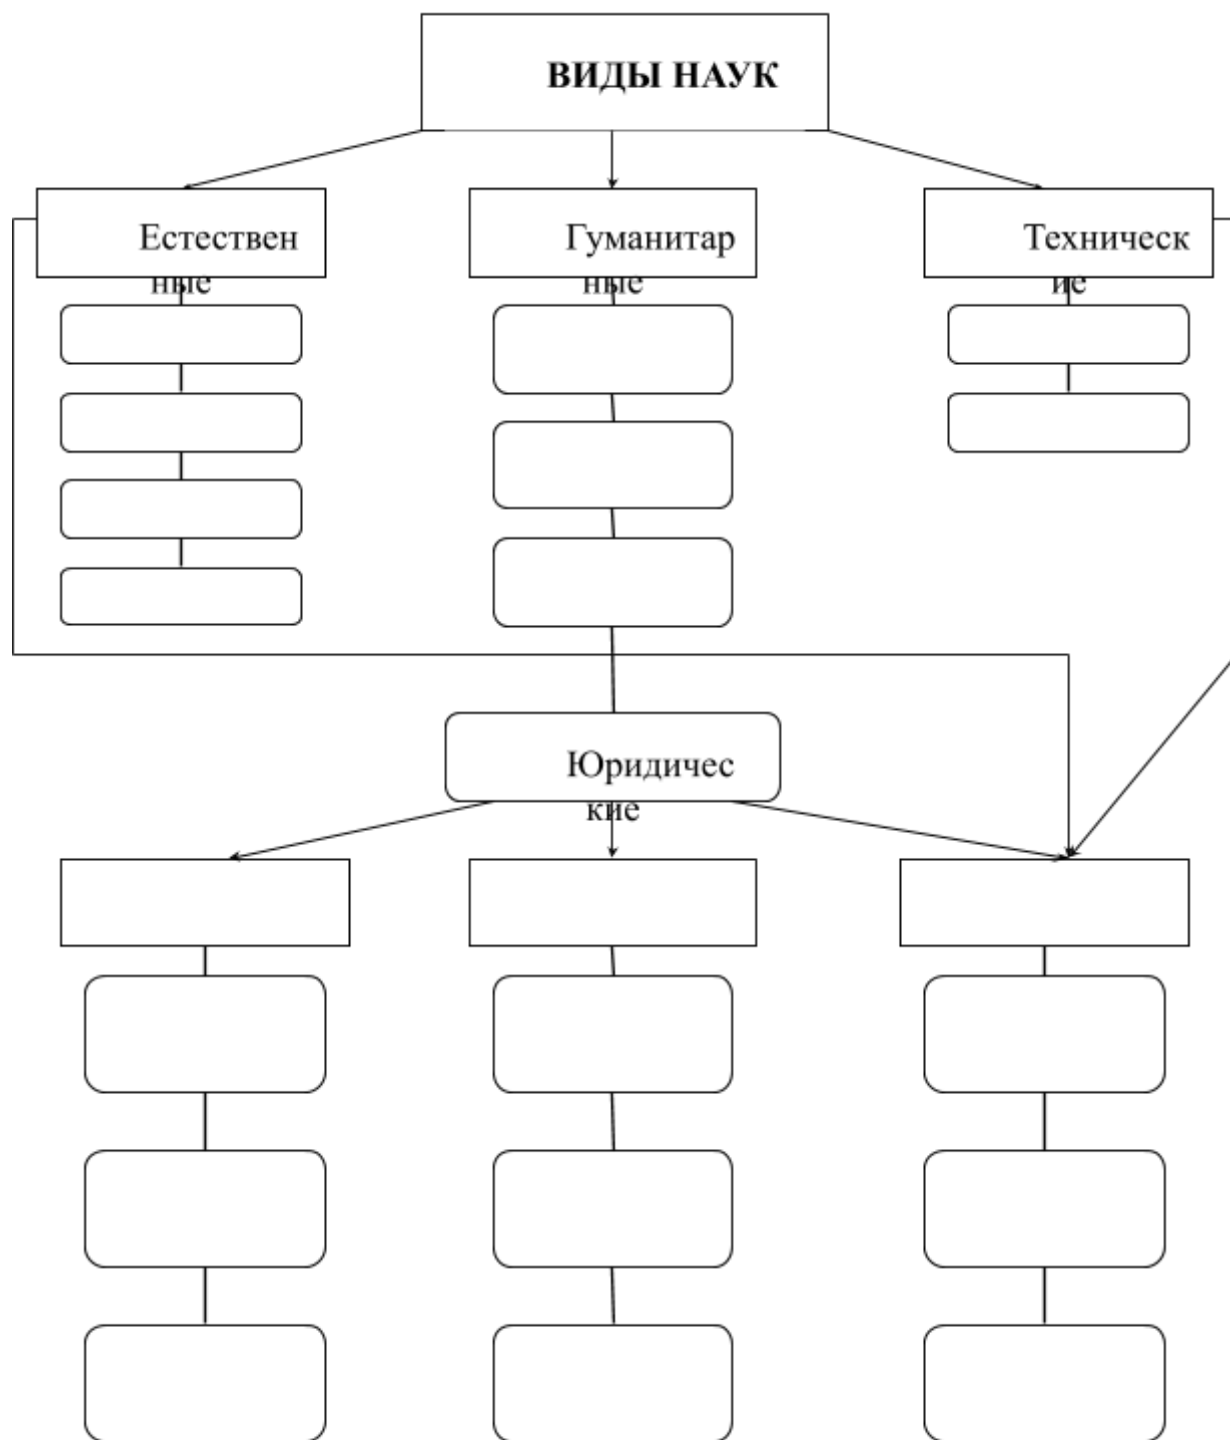 ВИДЫ НАУК
Естествен
ные
Гуманитар
ные
Техническ
ие
Юридичес
кие